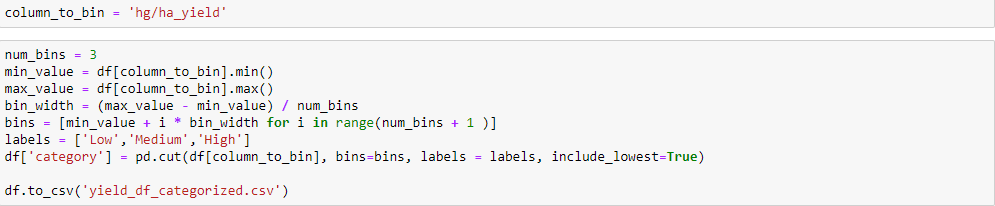 column_to_bin = 'hg/ha_yield'
num_bins = 3
min_value = df[column_to_bin].min()
max_value = df[column_to_bin].max()
bin_width = (max_value - min_value) / num_bins
bins = [min_value + i * bin_width for i in range(num_bins + 1 )]
labels = ['Low','Medium','High']
df['category'] = pd.cut(df[column_to_bin], bins=bins, labels = labels, include_lowest=True)
df.to_csv('yield_df_categorized.csv')